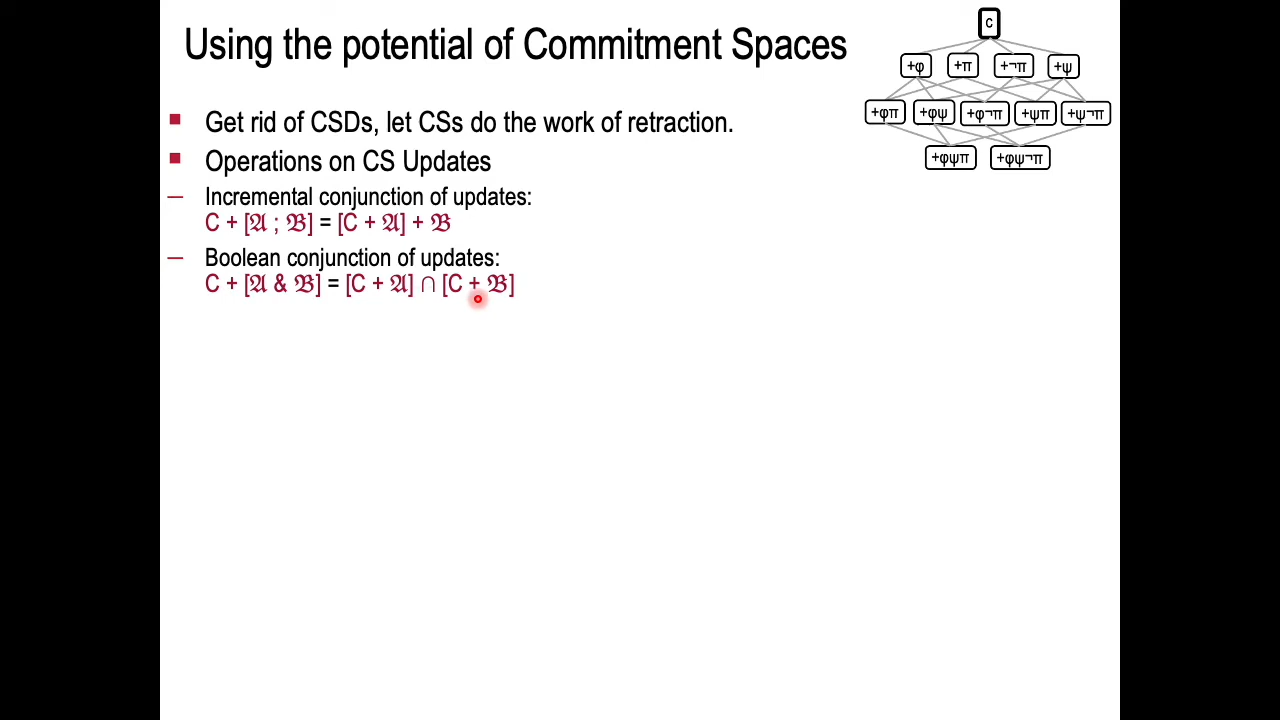 Using the potential of Commitment Spaces
c
+φ +π +¬π +ψ
+φπ +φψ +φ¬π +ψπ +ψ¬π
+φψπ +φψ¬π
Get rid of CSDs, let CSs do the work of retraction.
Operations on CS Updates
— Incremental conjunction of updates:
C + [𝔄 ; 𝔅] = [C + 𝔄] + 𝔅
— Boolean conjunction of updates:
C + [𝔄 & 𝔅] = [C + 𝔄] ∩ [C + 𝔅]